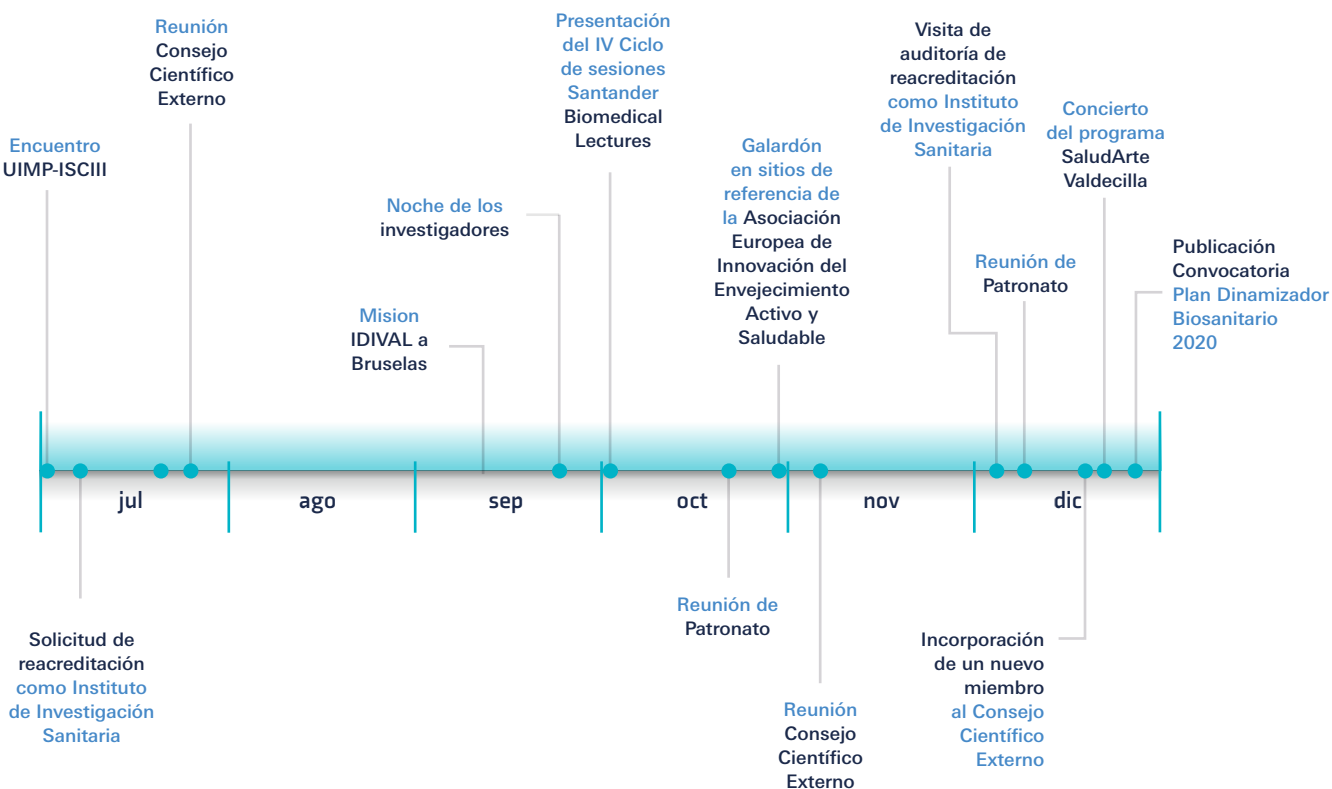 Encuentro
UIMP-ISCIII
Reunión
Consejo
Científico
Externo
Noche de los
investigadores
Mision
IDIVAL a
Bruselas
Presentación
del IV Ciclo
de sesiones
Santander
Biomedical
Lectures
Galardón
en sitios de
referencia de
la Asociación
Europea de
Innovación del
Envejecimiento
Activo y
Saludable
Visita de
auditoría de
reacreditación
como Instituto
de Investigación
Sanitaria
Reunión de
Patronato
Concierto
del programa
SaludArte
Valdecilla
Publicación
Convocatoria
Plan Dinamizador
Biosanitario
2020
jul
ago
sep
oct
nov
dic
Solicitud de
reacreditación
como Instituto
de Investigación
Sanitaria
Reunión de
Patronato
Reunión
Consejo
Científico
Externo
Incorporación
de un nuevo
miembro
al Consejo
Científico
Externo